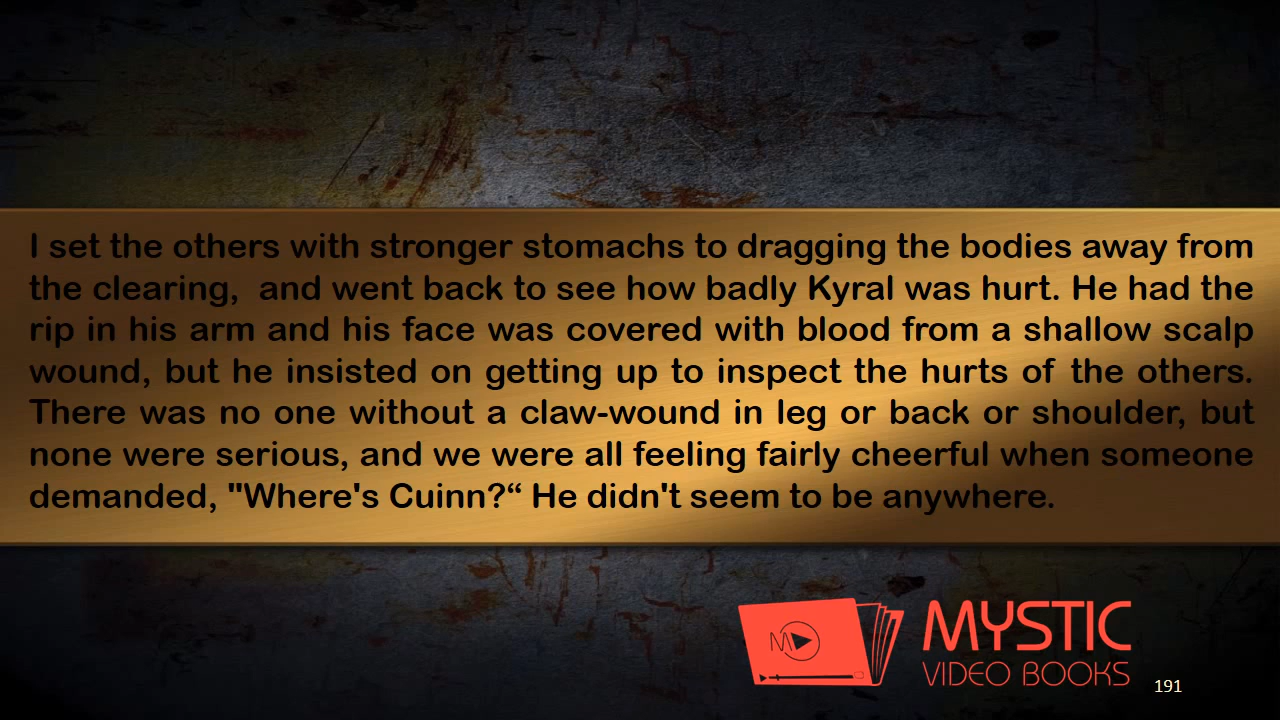 I set the others with stronger stomachs to dragging the bodies away from
the clearing,  and went back to see how badly Kyral was hurt. He had the
rip in his arm and his face was covered with blood from a shallow scalp
wound, but he insisted on getting up to inspect the hurts of the others.
There was no one without a claw-wound in leg or back or shoulder, but
none were serious, and we were all feeling fairly cheerful when someone
demanded, "Where's Cuinn?“ He didn't seem to be anywhere.
MYSTIC
VIDEO BOOKS
191